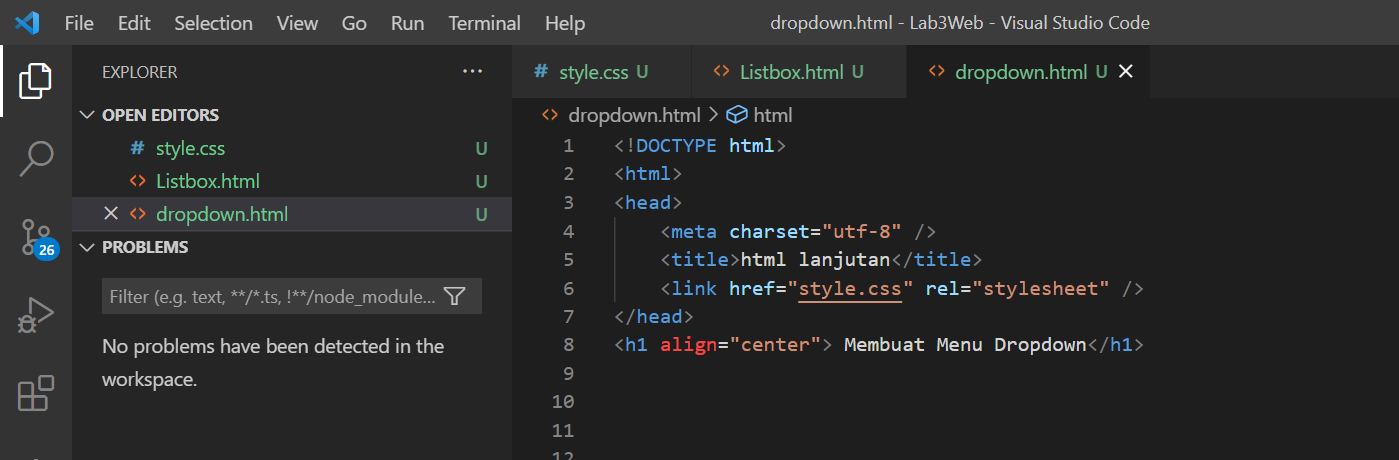 File Edit Selection View Go Run Terminal Help
dropdown.html - Lab3Web - Visual Studio Code
EXPLORER
OPEN EDITORS
# style.css U
<> Listbox.html U
<> dropdown.html U
PROBLEMS
Filter (e.g. text, **/*.ts, !**/node_module...
No problems have been detected in the
workspace.
26
# style.css U
<> Listbox.html U
<> dropdown.html U
<> dropdown.html > html
1 <!DOCTYPE html>
2 <html>
3 <head>
4 <meta charset="utf-8" />
5 <title>html lanjutan</title>
6 <link href="style.css" rel="stylesheet" />
7 </head>
8 <h1 align="center"> Membuat Menu Dropdown</h1>
9
10
11